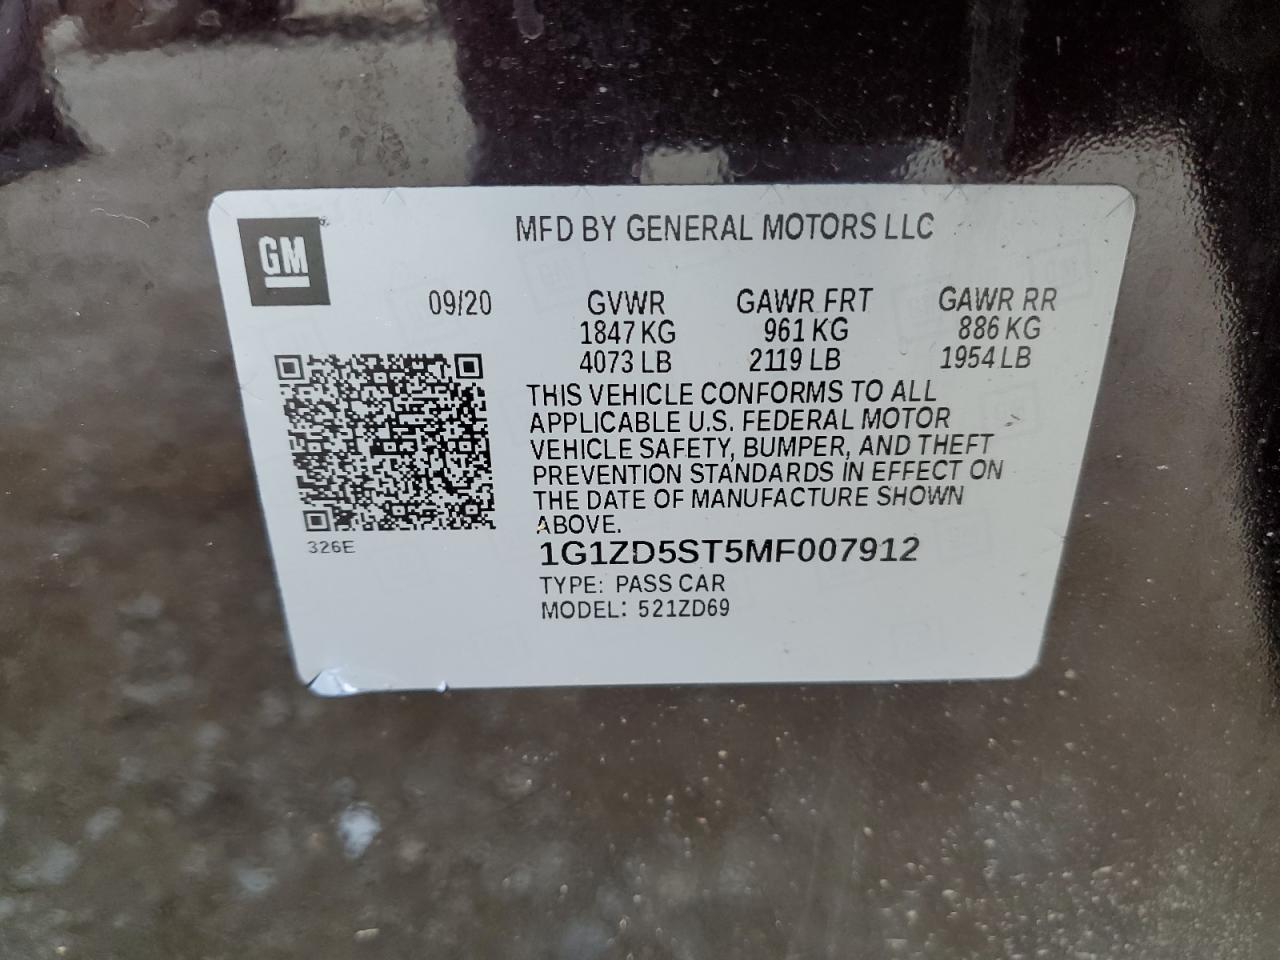 GM
MFD BY GENERAL MOTORS LLC
09/20 GVWR GAWR FRT GAWR RR
1847 KG 961 KG 886 KG
4073 LB 2119 LB 1954 LB
THIS VEHICLE CONFORMS TO ALL
APPLICABLE U.S. FEDERAL MOTOR
VEHICLE SAFETY, BUMPER, AND THEFT
PREVENTION STANDARDS IN EFFECT ON
THE DATE OF MANUFACTURE SHOWN
ABOVE.
326E
1G1ZD5ST5MF007912
TYPE: PASS CAR
MODEL: 521ZD69